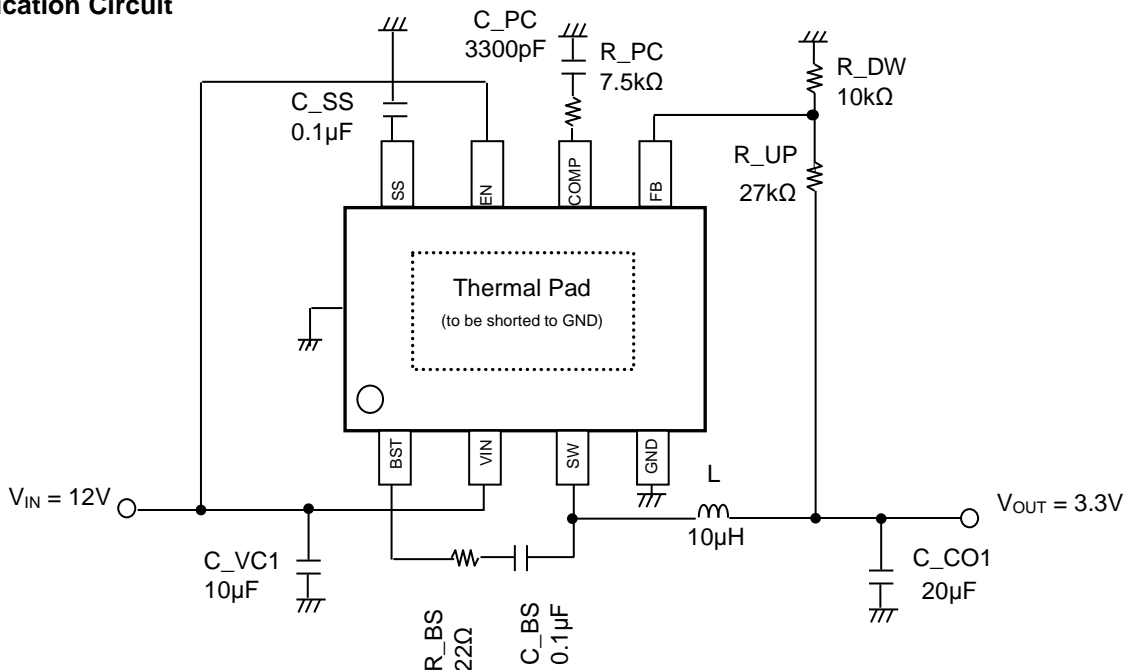 ication Circuit
C_PC
3300pF
R_PC
7.5kΩ
R_DW
10kΩ
C_SS
0.1µF
R_UP
27kΩ
SS
EN
COMP
FB
Thermal Pad
(to be shorted to GND)
BST
VIN
SW
GND
L
10µH
VIN = 12V
VOUT = 3.3V
C_VC1
10µF
C_CO1
20µF
R_BS
22Ω
C_BS
0.1µF